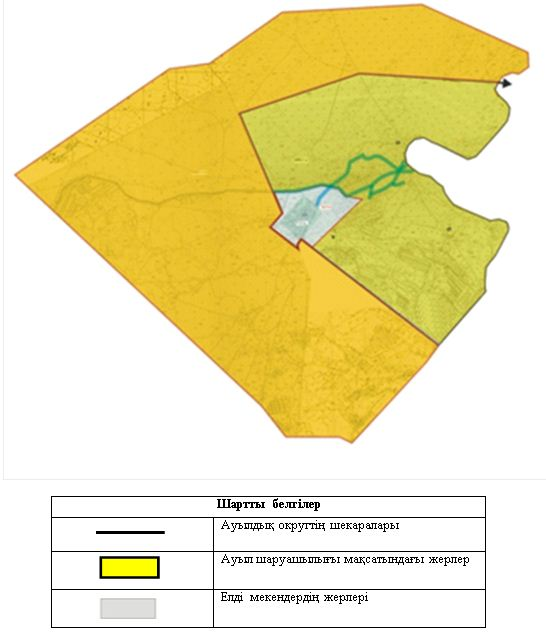 Шартты белгілер
Ауылдық округтің шекаралары
Ауыл шаруашылығы мақсатындағы жерлер
Елді мекендердің жерлері